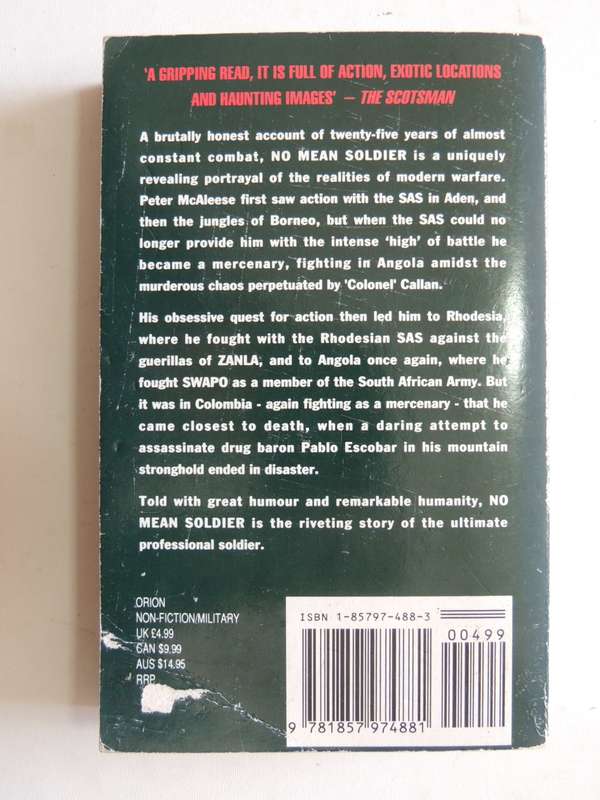 'A GRIPPING READ, IT IS FULL OF ACTION, EXOTIC LOCATIONS
AND HAUNTING IMAGES' – THE SCOTSMAN
A brutally honest account of twenty-five years of almost
constant combat, NO MEAN SOLDIER is a uniquely
revealing portrayal of the realities of modern warfare.
Peter McAleese first saw action with the SAS in Aden, and
then the jungles of Borneo, but when the SAS could no
longer provide him with the intense 'high' of battle he
became a mercenary, fighting in Angola amidst the
murderous chaos perpetuated by 'Colonel' Callan.
His obsessive quest for action then led him to Rhodesia,
where he fought with the Rhodesian SAS against the
guerillas of ZANLA, and to Angola once again, where he
fought SWAPO as a member of the South African Army. But
it was in Colombia - again fighting as a mercenary - that he
came closest to death, when a daring attempt to
assassinate drug baron Pablo Escobar in his mountain
stronghold ended in disaster.
Told with great humour and remarkable humanity, NO
MEAN SOLDIER is the riveting story of the ultimate
professional soldier.
ORION
NON-FICTION/MILITARY
UK £4.99
CAN $9.99
AUS $14.95
RRP
ISBN 1-85797-488-3
00499
9 781857 974881